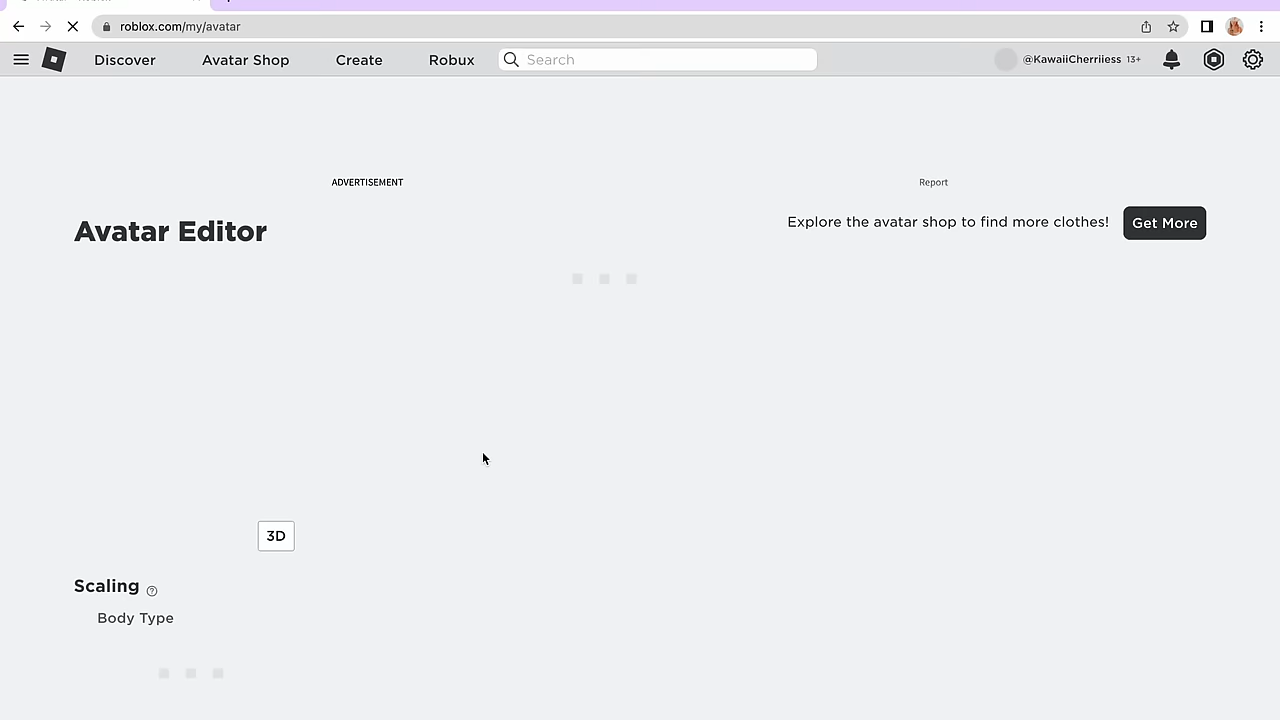 roblox.com/my/avatar
Discover
Avatar Shop
Create
Robux
Search
@KawaiiCherriiess 13+
ADVERTISEMENT
Report
Avatar Editor
Explore the avatar shop to find more clothes!
Get More
3D
Scaling ?
Body Type